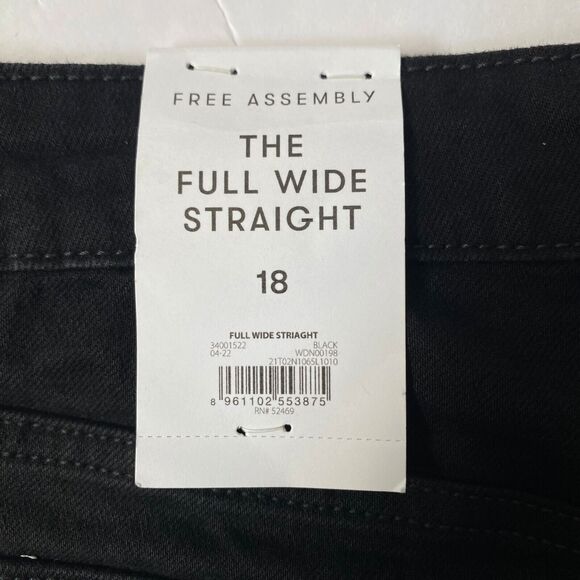 FREE ASSEMBLY
THE
FULL WIDE
STRAIGHT
18
FULL WIDE STRIAGHT
34001522 BLACK
04-22 WDN00198
21T02N1065L1010
8 961102 553875
RN# 52469